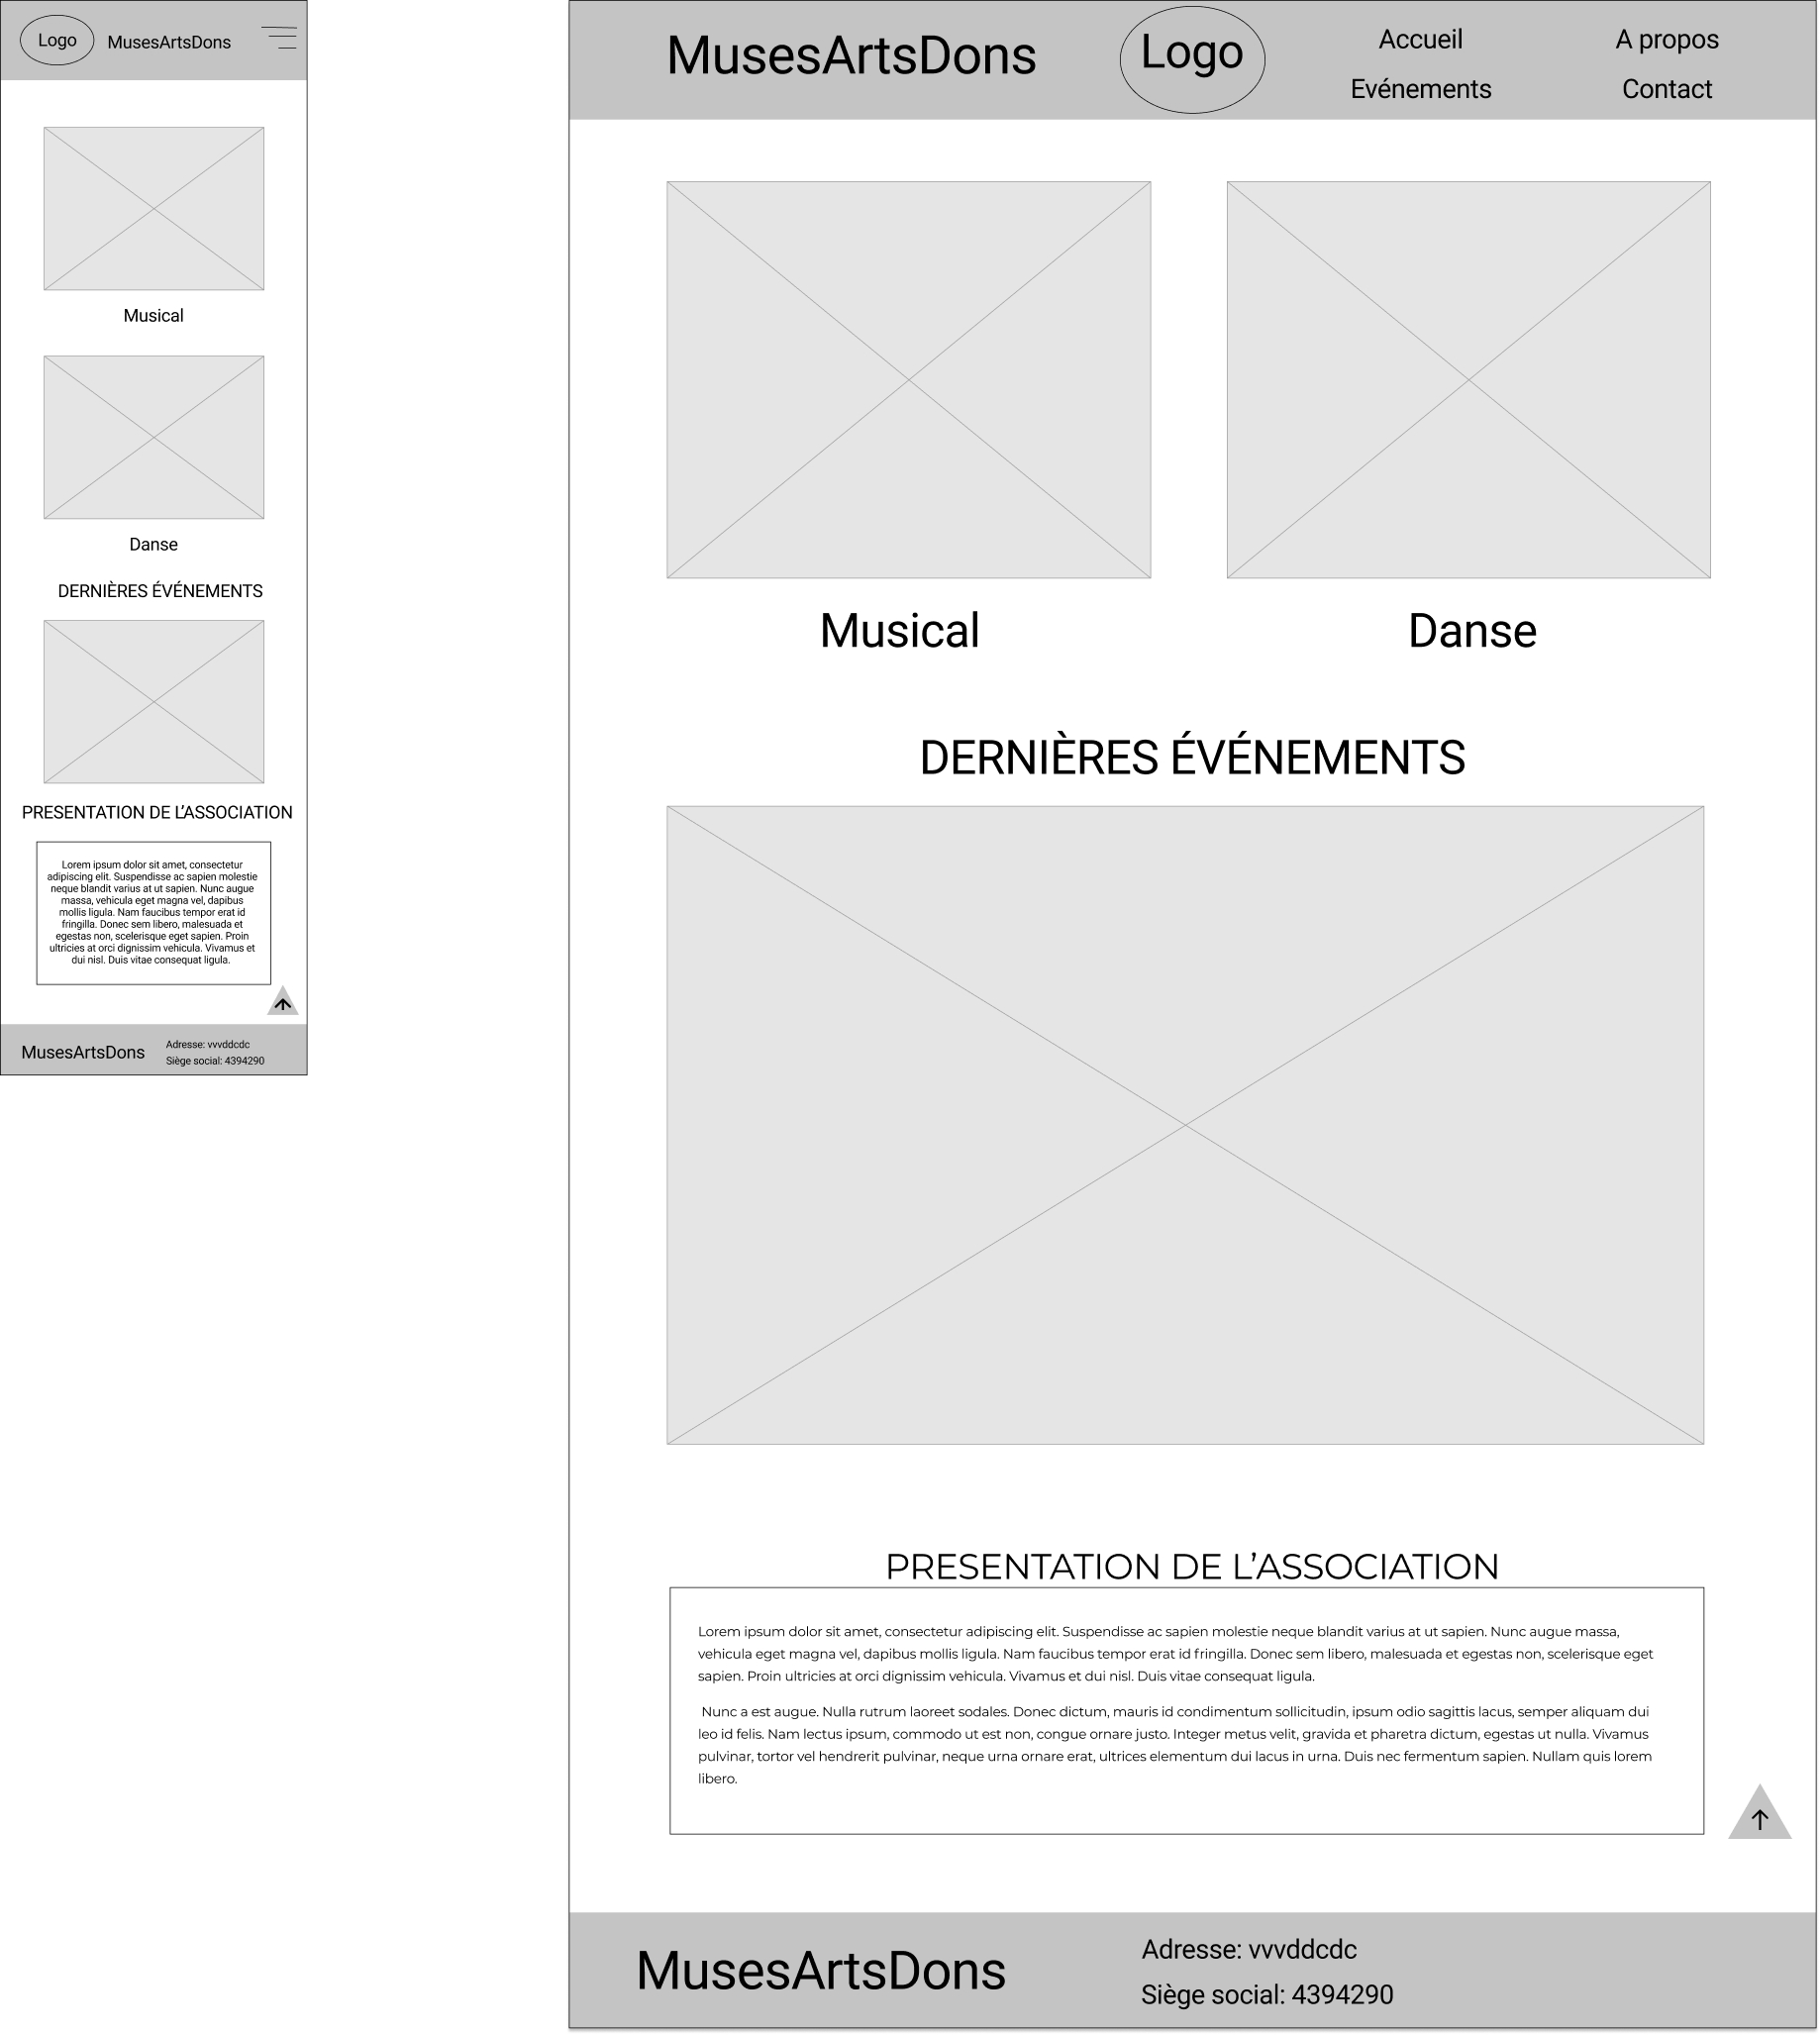 Logo
MusesArtsDons
Musical
Danse
DERNIÈRES ÉVÉNEMENTS
PRESENTATION DE L’ASSOCIATION
Lorem ipsum dolor sit amet, consectetur
adipiscing elit. Suspendisse ac sapien molestie
neque blandit varius at ut sapien. Nunc augue
massa, vehicula eget magna vel, dapibus
mollis ligula. Nam faucibus tempor erat id
fringilla. Donec sem libero, malesuada et
egestas non, scelerisque eget sapien. Proin
ultricies at orci dignissim vehicula. Vivamus et
dui nisl. Duis vitae consequat ligula.
MusesArtsDons
Adresse: vvvddcdc
Siège social: 4394290
MusesArtsDons
Logo
Accueil
A propos
Evénements
Contact
Musical
Danse
DERNIÈRES ÉVÉNEMENTS
PRESENTATION DE L’ASSOCIATION
Lorem ipsum dolor sit amet, consectetur adipiscing elit. Suspendisse ac sapien molestie neque blandit varius at ut sapien. Nunc augue massa,
vehicula eget magna vel, dapibus mollis ligula. Nam faucibus tempor erat id fringilla. Donec sem libero, malesuada et egestas non, scelerisque eget
sapien. Proin ultricies at orci dignissim vehicula. Vivamus et dui nisl. Duis vitae consequat ligula.
Nunc a est augue. Nulla rutrum laoreet sodales. Donec dictum, mauris id condimentum sollicitudin, ipsum odio sagittis lacus, semper aliquam dui
leo id felis. Nam lectus ipsum, commodo ut est non, congue ornare justo. Integer metus velit, gravida et pharetra dictum, egestas ut nulla. Vivamus
pulvinar, tortor vel hendrerit pulvinar, neque urna ornare erat, ultrices elementum dui lacus in urna. Duis nec fermentum sapien. Nullam quis lorem
libero.
MusesArtsDons
Adresse: vvvddcdc
Siège social: 4394290